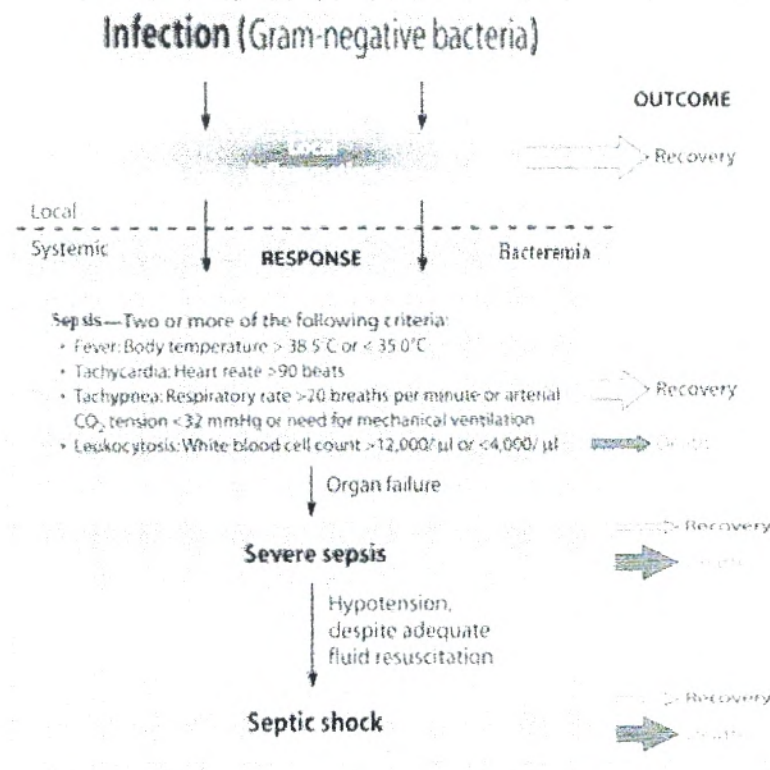 Infection (Gram-negative bacteria)
OUTCOME
Local
Recovery
Local
Systemic
RESPONSE
Bacteremia
Sepsis—Two or more of the following criteria:
• Fever: Body temperature > 38.5°C or < 35.0°C
• Tachycardia: Heart reate >90 beats
• Tachypnea: Respiratory rate >20 breaths per minute or arterial
CO₂ tension <32 mmHg or need for mechanical ventilation
• Leukocytosis: White blood cell count >12,000/ µl or <4,000/ µl
Recovery
Organ failure
Severe sepsis
Recovery
Hypotension,
despite adequate
fluid resuscitation
Septic shock
Recovery